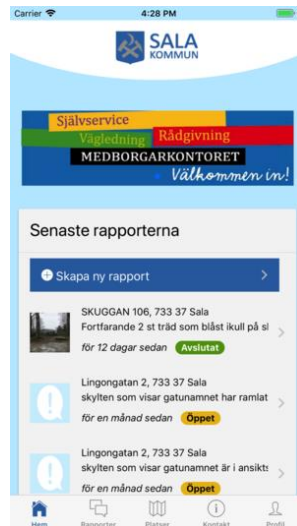 Carrier 4:28 PM
SALA
KOMMUN
Självservice
Vägledning Rådgivning
MEDBORGARKONTORET
Välkommen in!
Senaste rapporterna
Skapa ny rapport
SKUGGAN 106, 733 37 Sala
Fortfarande 2 st träd som blåst ikull på sl
för 12 dagar sedan Avslutat
Lingongatan 2, 733 37 Sala
skylten som visar gatunamnet har ramlat
för en månad sedan Öppet
Lingongatan 2, 733 37 Sala
skylten som visar gatunamnet är i ansikts
för en månad sedan Öppet
Hem Rapporter Platser Kontakt Profil